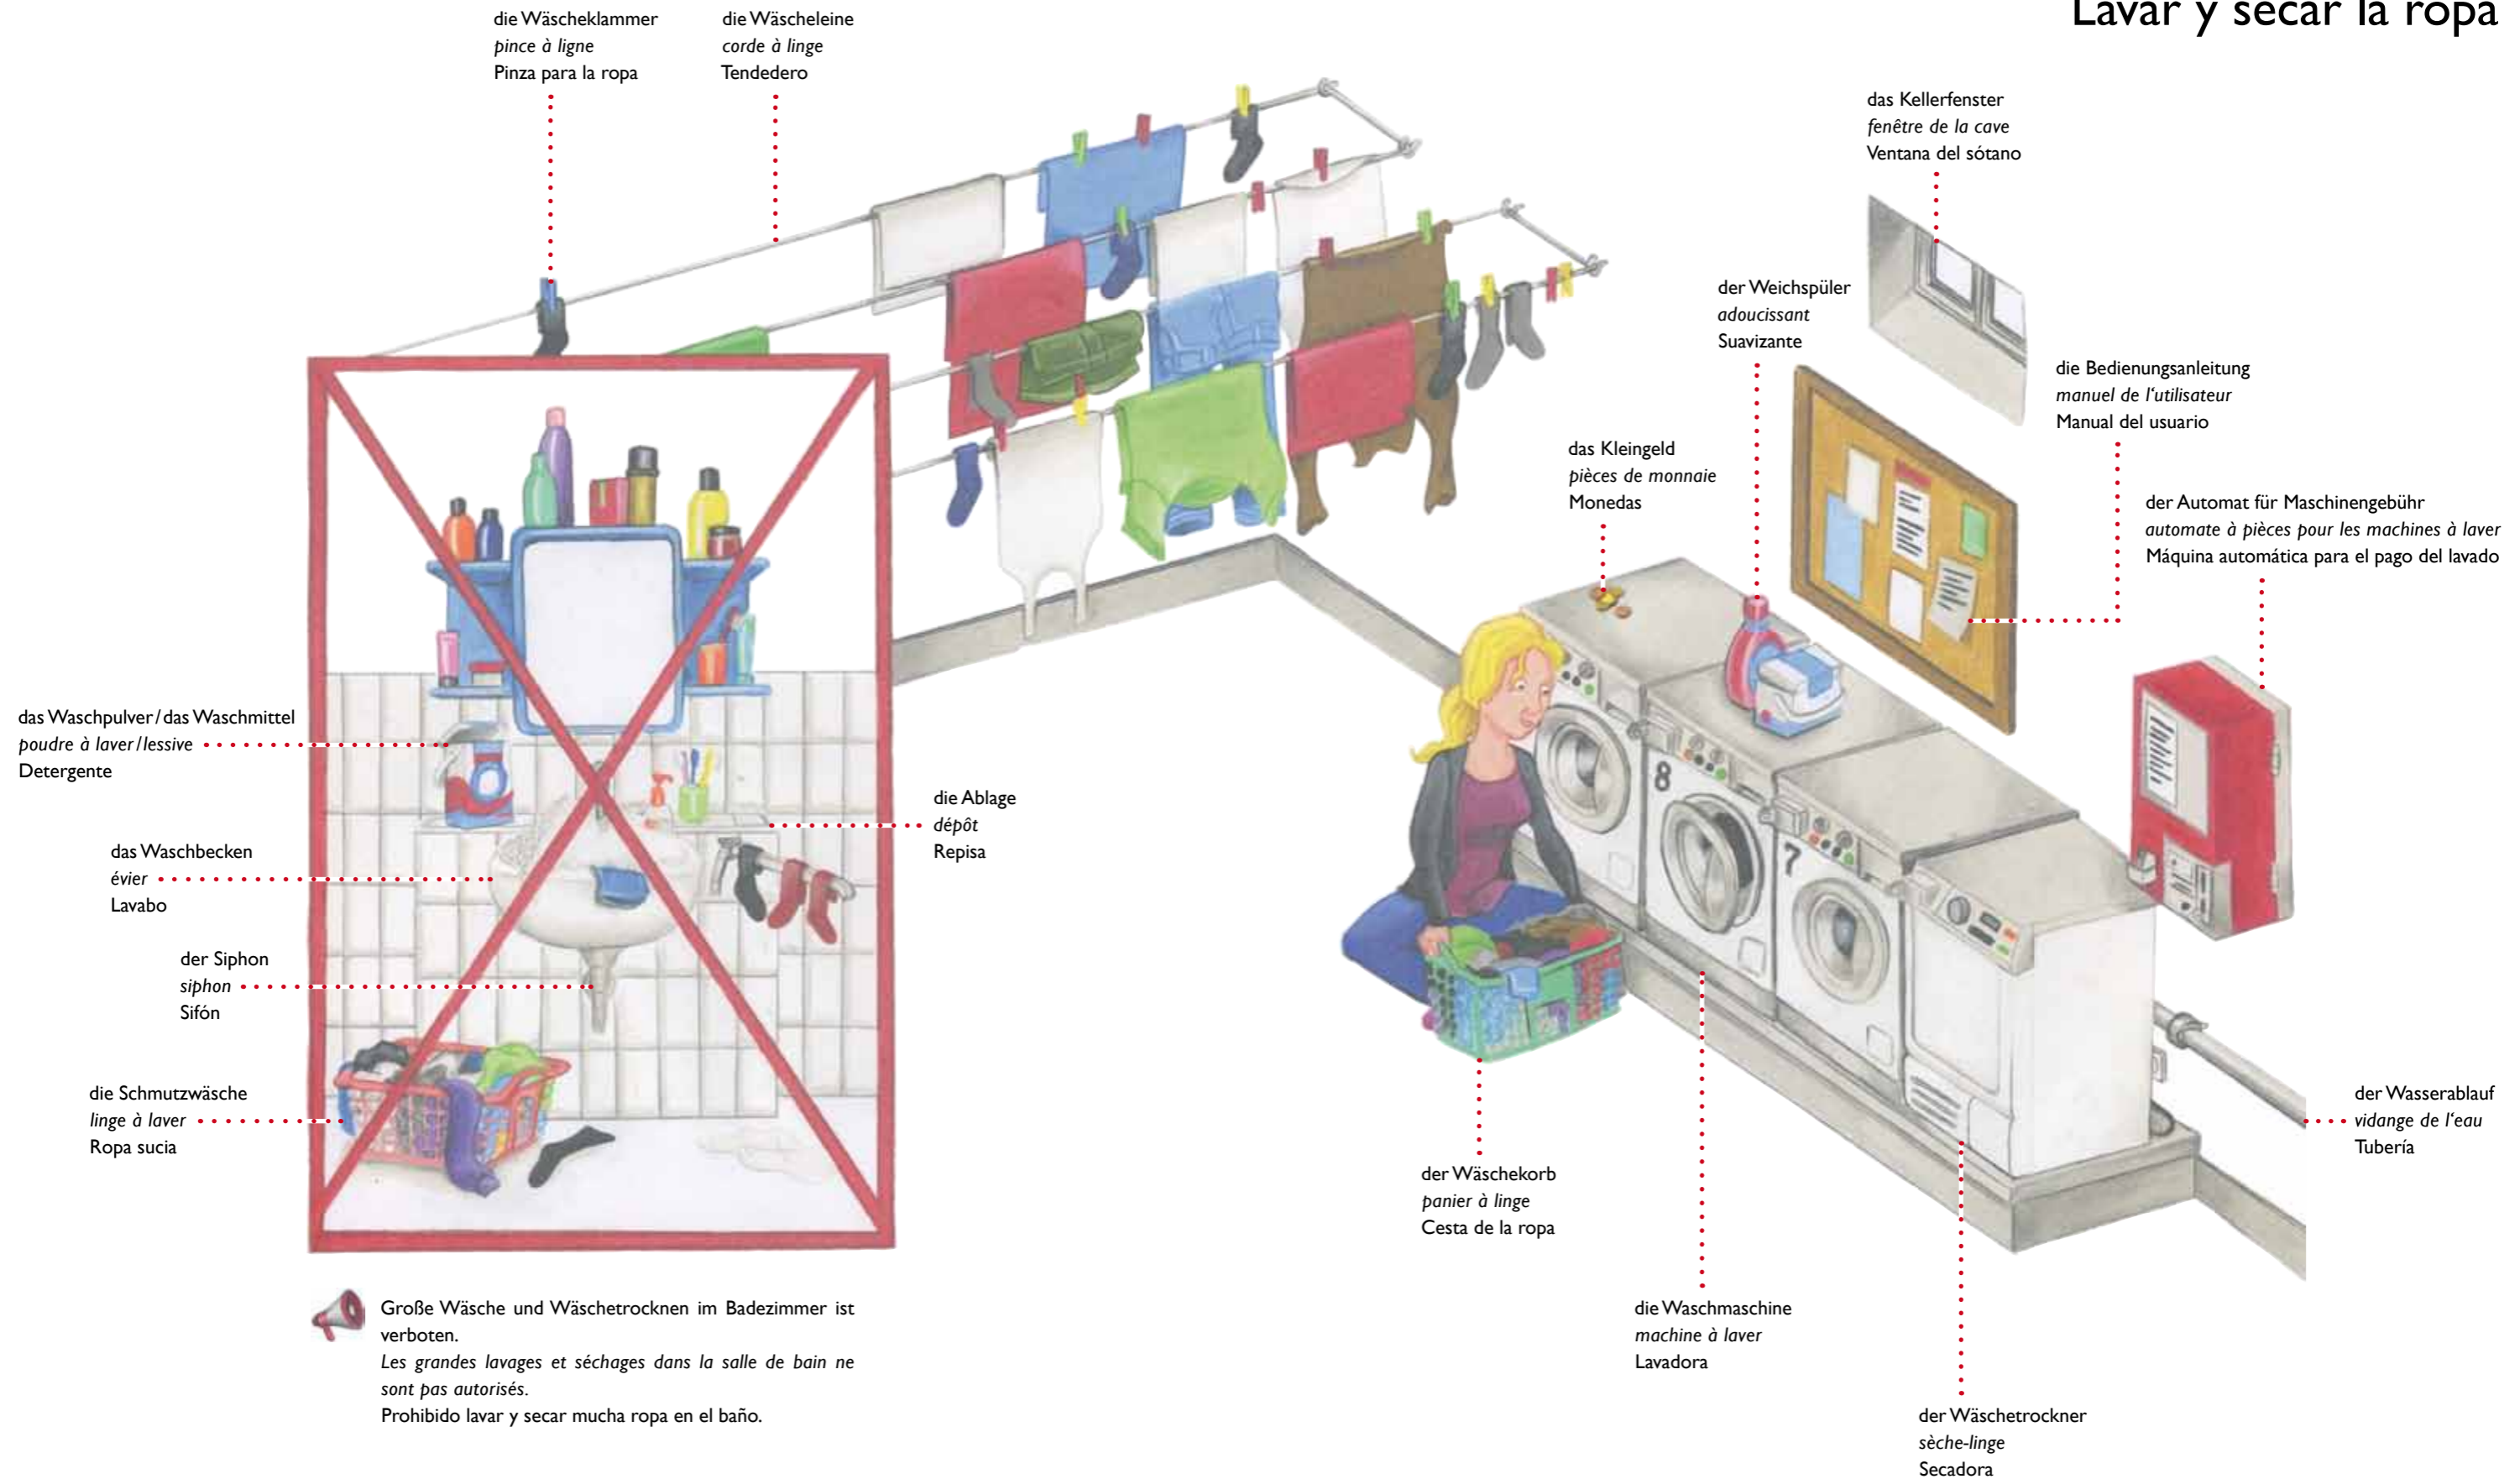 Lavar y secar la ropa
die Wäscheklammer
pince à ligne
Pinza para la ropa
die Wäscheleine
corde à linge
Tendedero
das Kellerfenster
fenêtre de la cave
Ventana del sótano
der Weichspüler
adoucissant
Suavizante
die Bedienungsanleitung
manuel de l'utilisateur
Manual del usuario
das Kleingeld
pièces de monnaie
Monedas
der Automat für Maschinengebühr
automate à pièces pour les machines à laver
Máquina automática para el pago del lavado
das Waschpulver/das Waschmittel
poudre à laver/lessive
Detergente
die Ablage
dépôt
Repisa
das Waschbecken
évier
Lavabo
der Siphon
siphon
Sifón
die Schmutzwäsche
linge à laver
Ropa sucia
8
7
der Wasserablauf
vidange de l'eau
Tubería
der Wäschekorb
panier à linge
Cesta de la ropa
die Waschmaschine
machine à laver
Lavadora
der Wäschetrockner
sèche-linge
Secadora
Große Wäsche und Wäschetrocknen im Badezimmer ist
verboten.
Les grandes lavages et séchages dans la salle de bain ne
sont pas autorisés.
Prohibido lavar y secar mucha ropa en el baño.